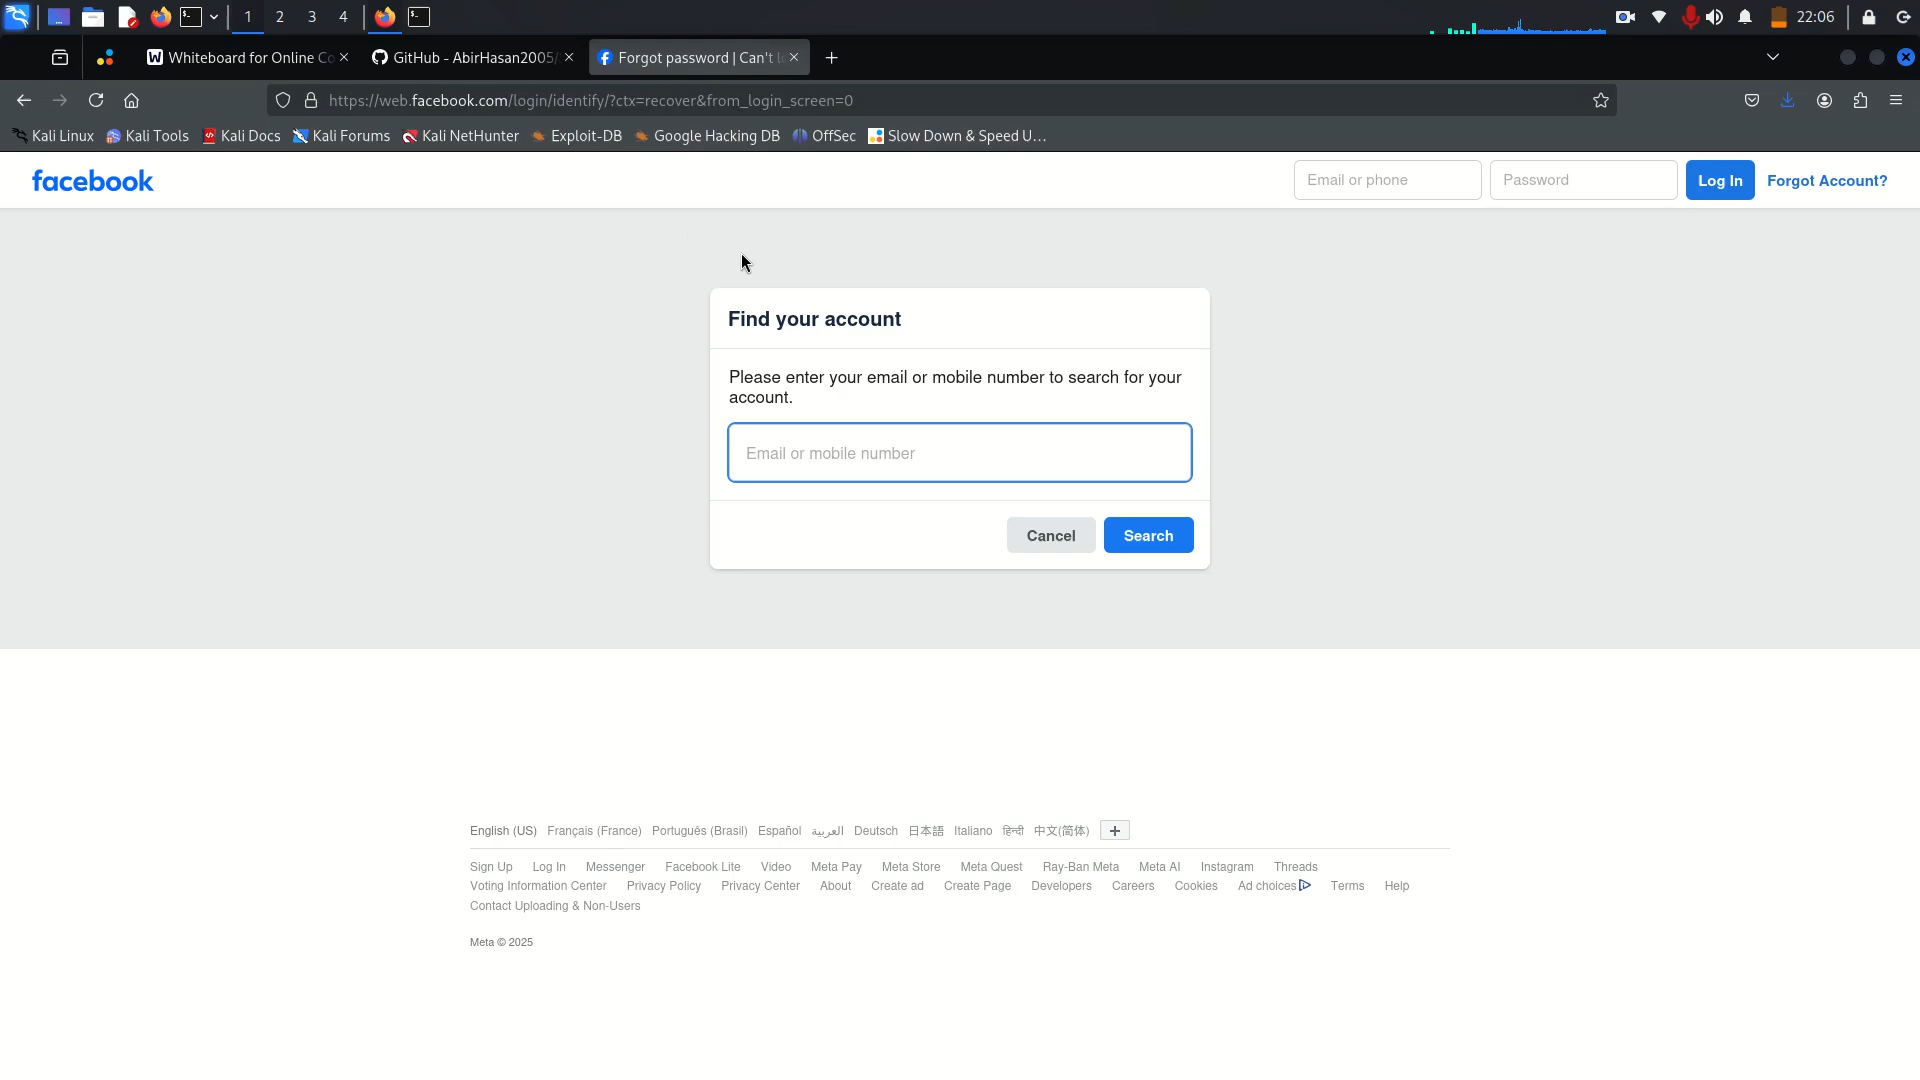 1 2 3 4 22:06
Whiteboard for Online Co GitHub - AbirHasan2005/ Forgot password | Can't l
https://web.facebook.com/login/identify/?ctx=recover&from_login_screen=0
Kali Linux Kali Tools Kali Docs Kali Forums Kali NetHunter Exploit-DB Google Hacking DB OffSec Slow Down & Speed U…
facebook Email or phone Password Log In Forgot Account?
Find your account
Please enter your email or mobile number to search for your
account.
Email or mobile number
Cancel Search
English (US) Français (France) Português (Brasil) Español العربية Deutsch 日本語 Italiano हिन्दी 中文(简体) +
Sign Up Log In Messenger Facebook Lite Video Meta Pay Meta Store Meta Quest Ray-Ban Meta Meta AI Instagram Threads
Voting Information Center Privacy Policy Privacy Center About Create ad Create Page Developers Careers Cookies Ad choices Terms Help
Contact Uploading & Non-Users
Meta © 2025